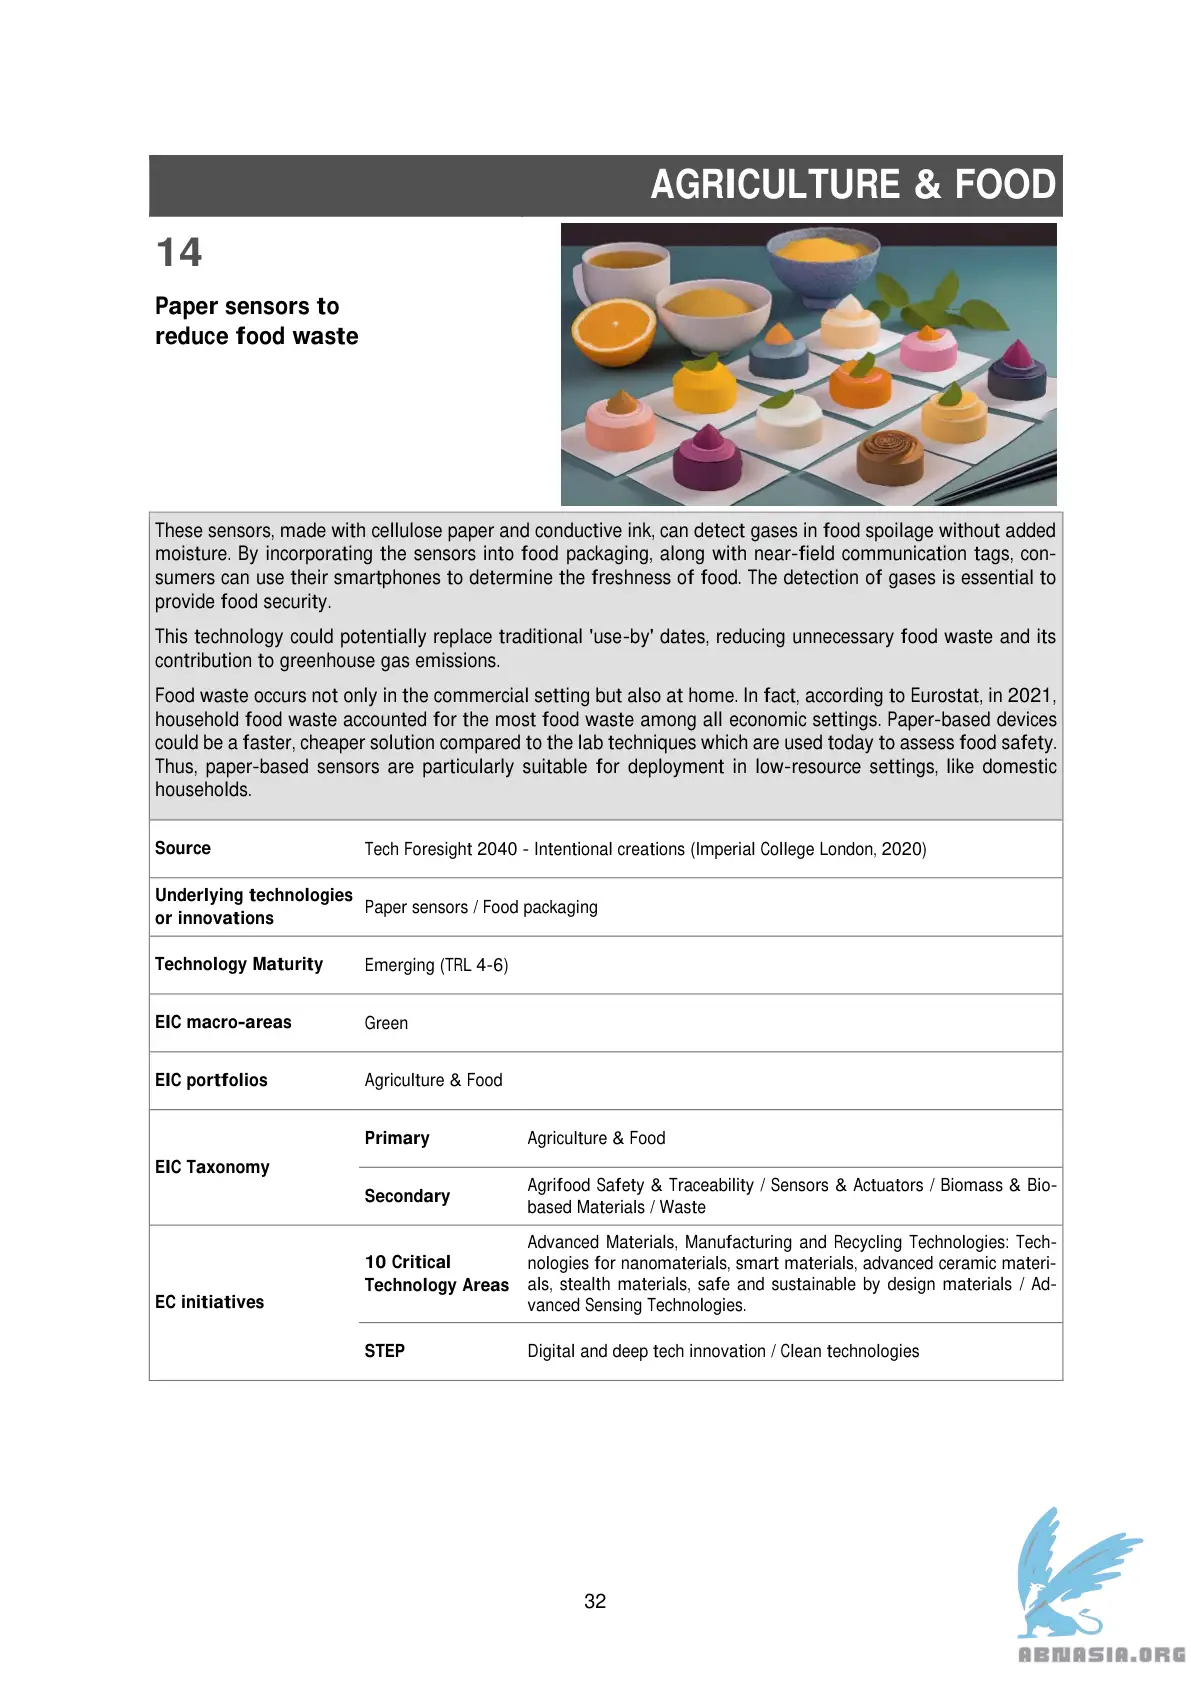 AGRICULTURE & FOOD
14
Paper sensors to
reduce food waste
These sensors, made with cellulose paper and conductive ink, can detect gases in food spoilage without added
moisture. By incorporating the sensors into food packaging, along with near-field communication tags, con-
sumers can use their smartphones to determine the freshness of food. The detection of gases is essential to
provide food security.
This technology could potentially replace traditional 'use-by' dates, reducing unnecessary food waste and its
contribution to greenhouse gas emissions.
Food waste occurs not only in the commercial setting but also at home. In fact, according to Eurostat, in 2021,
household food waste accounted for the most food waste among all economic settings. Paper-based devices
could be a faster, cheaper solution compared to the lab techniques which are used today to assess food safety.
Thus, paper-based sensors are particularly suitable for deployment in low-resource settings, like domestic
households.
Source
Tech Foresight 2040 - Intentional creations (Imperial College London, 2020)
Underlying technologies
or innovations
Paper sensors / Food packaging
Technology Maturity
Emerging (TRL 4-6)
EIC macro-areas
Green
EIC portfolios
Agriculture & Food
EIC Taxonomy
Primary
Agriculture & Food
Secondary
Agrifood Safety & Traceability / Sensors & Actuators / Biomass & Bio-
based Materials / Waste
EC initiatives
10 Critical
Technology Areas
Advanced Materials, Manufacturing and Recycling Technologies: Tech-
nologies for nanomaterials, smart materials, advanced ceramic materi-
als, stealth materials, safe and sustainable by design materials / Ad-
vanced Sensing Technologies.
STEP
Digital and deep tech innovation / Clean technologies
32
ABNASIA.ORG